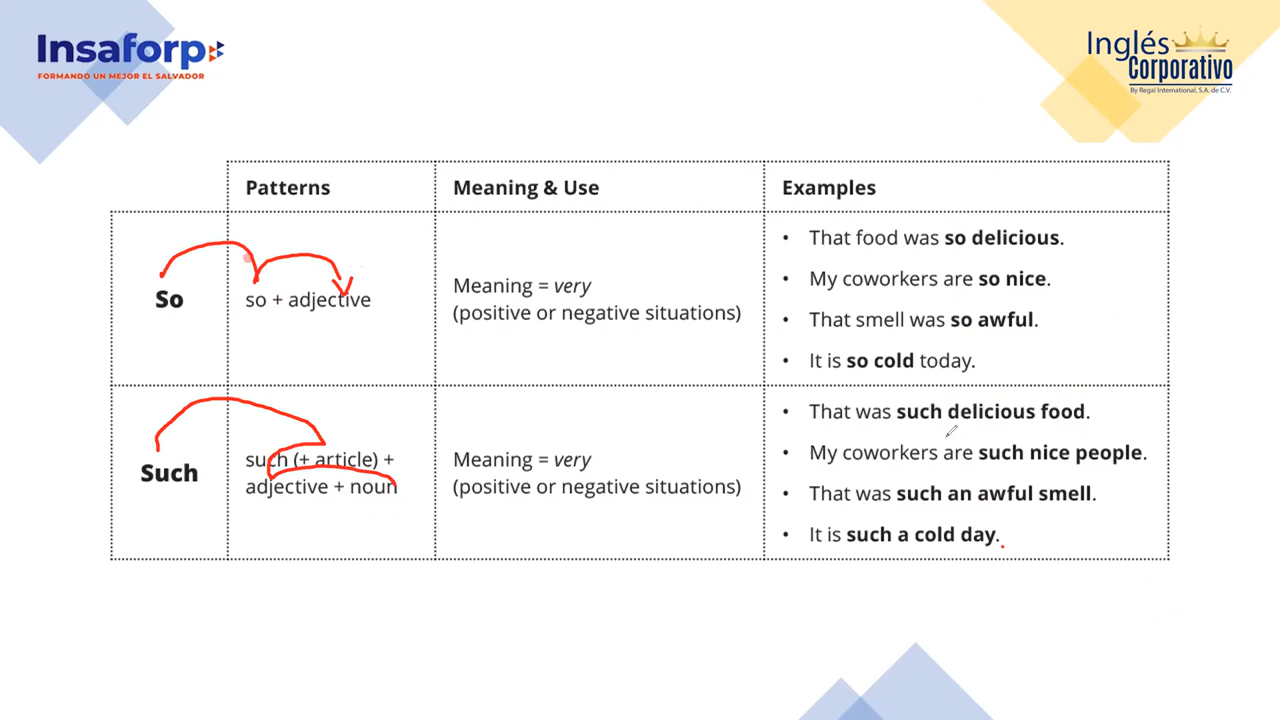 Insaforp
FORMANDO UN MEJOR EL SALVADOR
Inglés
Corporativo
By Regal International, S.A. de C.V.
Patterns
Meaning & Use
Examples
So
so + adjective
Meaning = very
(positive or negative situations)
• That food was so delicious.
• My coworkers are so nice.
• That smell was so awful.
• It is so cold today.
Such
such (+ article) +
adjective + noun
Meaning = very
(positive or negative situations)
• That was such delicious food.
• My coworkers are such nice people.
• That was such an awful smell.
• It is such a cold day.